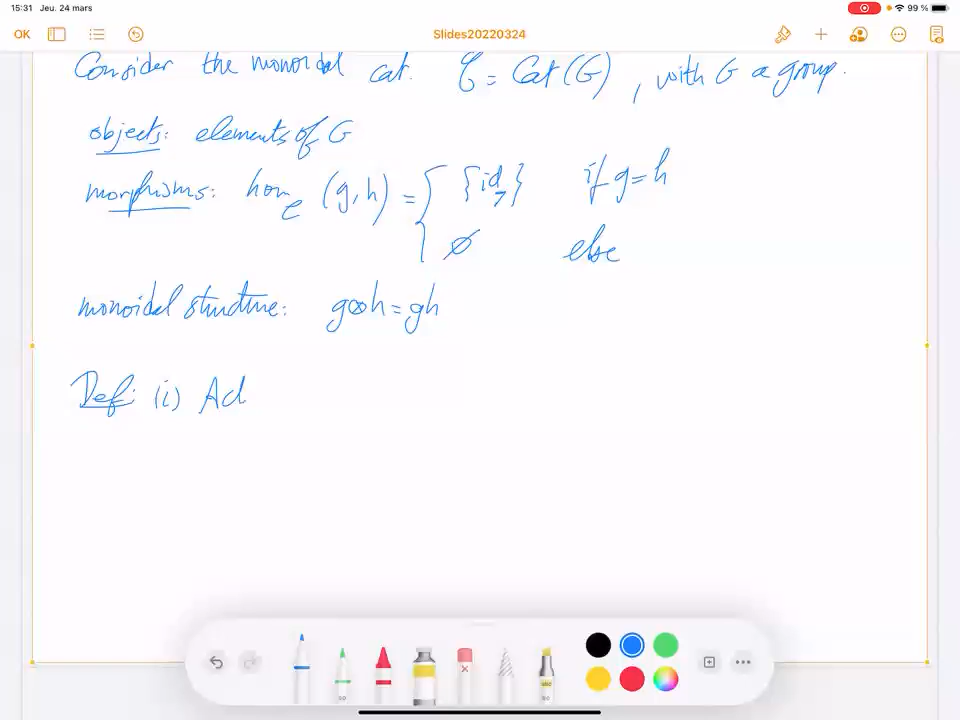 15:31 Jeu. 24 mars
99 %
OK
Slides20220324
Consider the monoidal cat. 𝒞 = Cat(G), with G a group.
objects: elements of G
morphisms: hom_𝒞 (g, h) = { {id_g} if g = h
∅ else
monoidal structure: g⊗h = gh
Def: (i) Ad